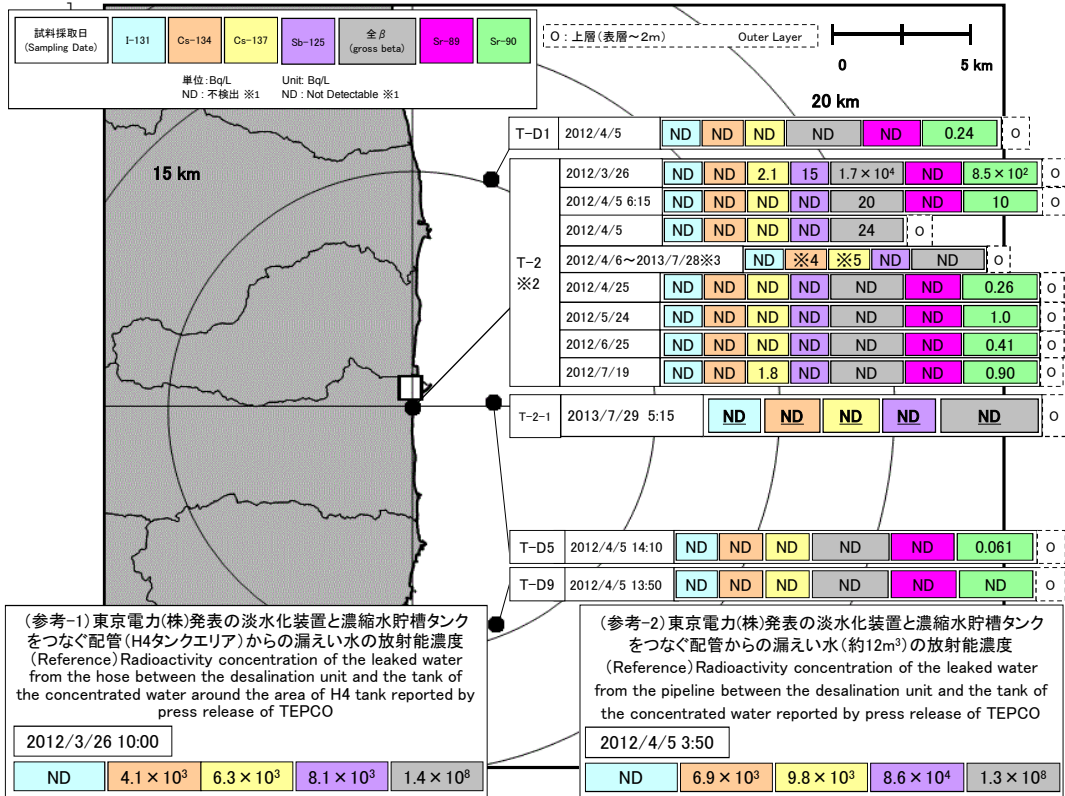 試料採取日
(Sampling Date)
I-131
Cs-134
Cs-137
Sb-125
全β
(gross beta)
Sr-89
Sr-90
単位:Bq/L Unit: Bq/L
ND : 不検出 ※1 ND : Not Detectable ※1
O : 上層(表層~2m) Outer Layer
0 5 km
20 km
15 km
T-D1 2012/4/5 ND ND ND ND ND 0.24 O
T-2
※2
2012/3/26 ND ND 2.1 15 1.7×10⁴ ND 8.5×10² O
2012/4/5 6:15 ND ND ND ND 20 ND 10 O
2012/4/5 ND ND ND ND 24 O
2012/4/6~2013/7/28※3 ND ※4 ※5 ND ND O
2012/4/25 ND ND ND ND ND ND 0.26 O
2012/5/24 ND ND ND ND ND ND 1.0 O
2012/6/25 ND ND ND ND ND ND 0.41 O
2012/7/19 ND ND 1.8 ND ND ND 0.90 O
T-2-1 2013/7/29 5:15 ND ND ND ND ND O
T-D5 2012/4/5 14:10 ND ND ND ND ND 0.061 O
T-D9 2012/4/5 13:50 ND ND ND ND ND ND O
(参考-1)東京電力(株)発表の淡水化装置と濃縮水貯槽タンク
をつなぐ配管(H4タンクエリア)からの漏えい水の放射能濃度
(Reference)Radioactivity concentration of the leaked water
from the hose between the desalination unit and the tank of
the concentrated water around the area of H4 tank reported by
press release of TEPCO
2012/3/26 10:00
ND 4.1×10³ 6.3×10³ 8.1×10³ 1.4×10⁸
(参考-2)東京電力(株)発表の淡水化装置と濃縮水貯槽タンク
をつなぐ配管からの漏えい水(約12m³)の放射能濃度
(Reference)Radioactivity concentration of the leaked water
from the pipeline between the desalination unit and the tank of
the concentrated water reported by press release of TEPCO
2012/4/5 3:50
ND 6.9×10³ 9.8×10³ 8.6×10⁴ 1.3×10⁸